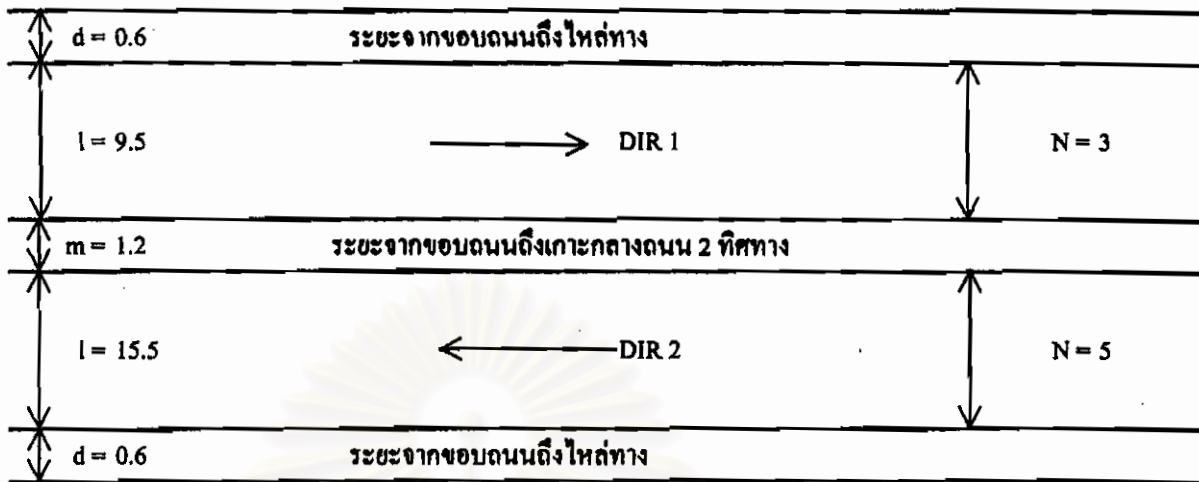 d = 0.6 ระยะจากขอบถนนถึงไหล่ทาง
l = 9.5 DIR 1 N = 3
m = 1.2 ระยะจากขอบถนนถึงเกาะกลางถนน 2 ทิศทาง
l = 15.5 DIR 2 N = 5
d = 0.6 ระยะจากขอบถนนถึงไหล่ทาง